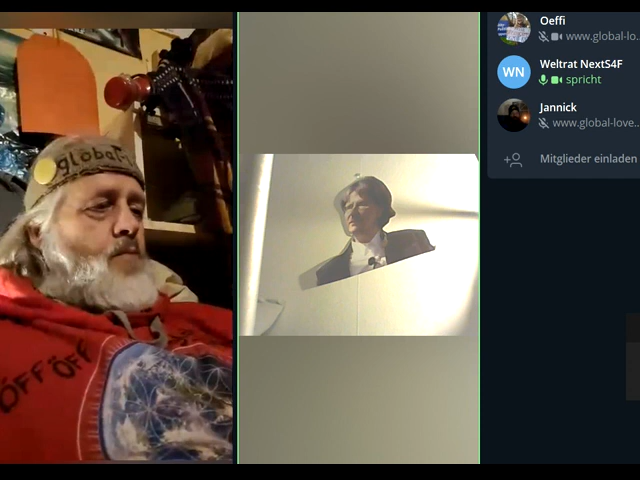 global-l
ÖFF ÖFF
Oeffi
www.global-lo...
WN
Weltrat NextS4F
spricht
Jannick
www.global-love...
Mitglieder einladen